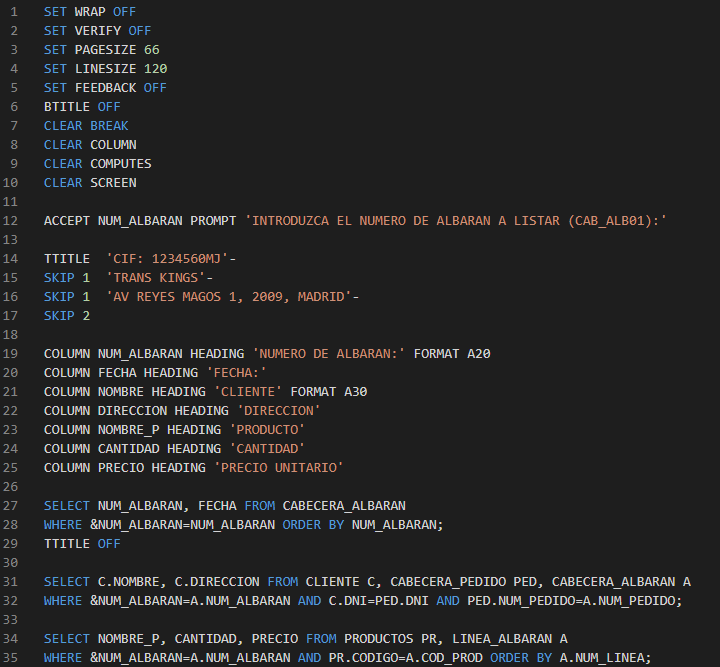 1 SET WRAP OFF
2 SET VERIFY OFF
3 SET PAGESIZE 66
4 SET LINESIZE 120
5 SET FEEDBACK OFF
6 BTITLE OFF
7 CLEAR BREAK
8 CLEAR COLUMN
9 CLEAR COMPUTES
10 CLEAR SCREEN
11
12 ACCEPT NUM_ALBARAN PROMPT 'INTRODUZCA EL NUMERO DE ALBARAN A LISTAR (CAB_ALB01):'
13
14 TTITLE  'CIF: 1234560MJ'-
15 SKIP 1  'TRANS KINGS'-
16 SKIP 1  'AV REYES MAGOS 1, 2009, MADRID'-
17 SKIP 2
18
19 COLUMN NUM_ALBARAN HEADING 'NUMERO DE ALBARAN:' FORMAT A20
20 COLUMN FECHA HEADING 'FECHA:'
21 COLUMN NOMBRE HEADING 'CLIENTE' FORMAT A30
22 COLUMN DIRECCION HEADING 'DIRECCION'
23 COLUMN NOMBRE_P HEADING 'PRODUCTO'
24 COLUMN CANTIDAD HEADING 'CANTIDAD'
25 COLUMN PRECIO HEADING 'PRECIO UNITARIO'
26
27 SELECT NUM_ALBARAN, FECHA FROM CABECERA_ALBARAN
28 WHERE &NUM_ALBARAN=NUM_ALBARAN ORDER BY NUM_ALBARAN;
29 TTITLE OFF
30
31 SELECT C.NOMBRE, C.DIRECCION FROM CLIENTE C, CABECERA_PEDIDO PED, CABECERA_ALBARAN A
32 WHERE &NUM_ALBARAN=A.NUM_ALBARAN AND C.DNI=PED.DNI AND PED.NUM_PEDIDO=A.NUM_PEDIDO;
33
34 SELECT NOMBRE_P, CANTIDAD, PRECIO FROM PRODUCTOS PR, LINEA_ALBARAN A
35 WHERE &NUM_ALBARAN=A.NUM_ALBARAN AND PR.CODIGO=A.COD_PROD ORDER BY A.NUM_LINEA;